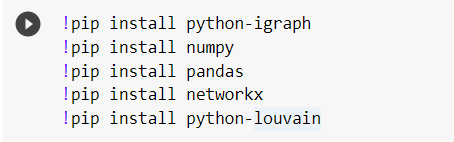 !pip install python-igraph
!pip install numpy
!pip install pandas
!pip install networkx
!pip install python-louvain